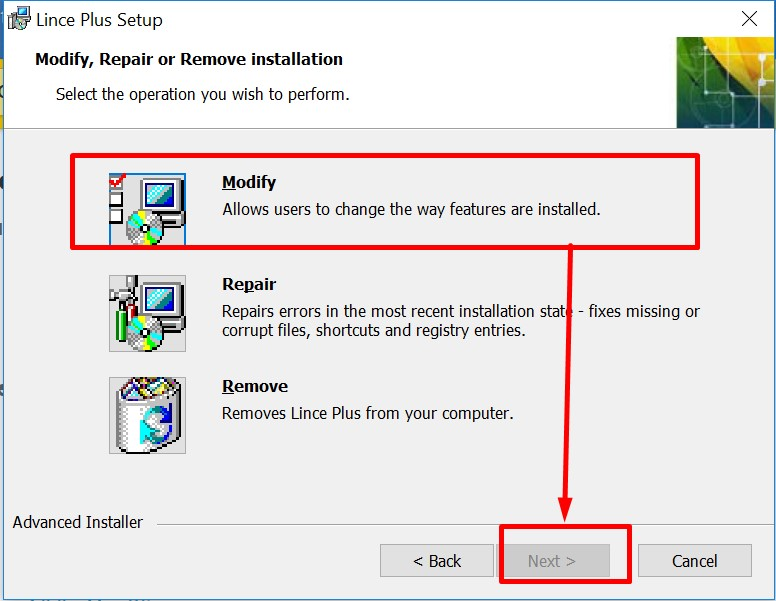 Lince Plus Setup
Modify, Repair or Remove installation
Select the operation you wish to perform.
Modify
Allows users to change the way features are installed.
Repair
Repairs errors in the most recent installation state - fixes missing or
corrupt files, shortcuts and registry entries.
Remove
Removes Lince Plus from your computer.
Advanced Installer
< Back
Next >
Cancel